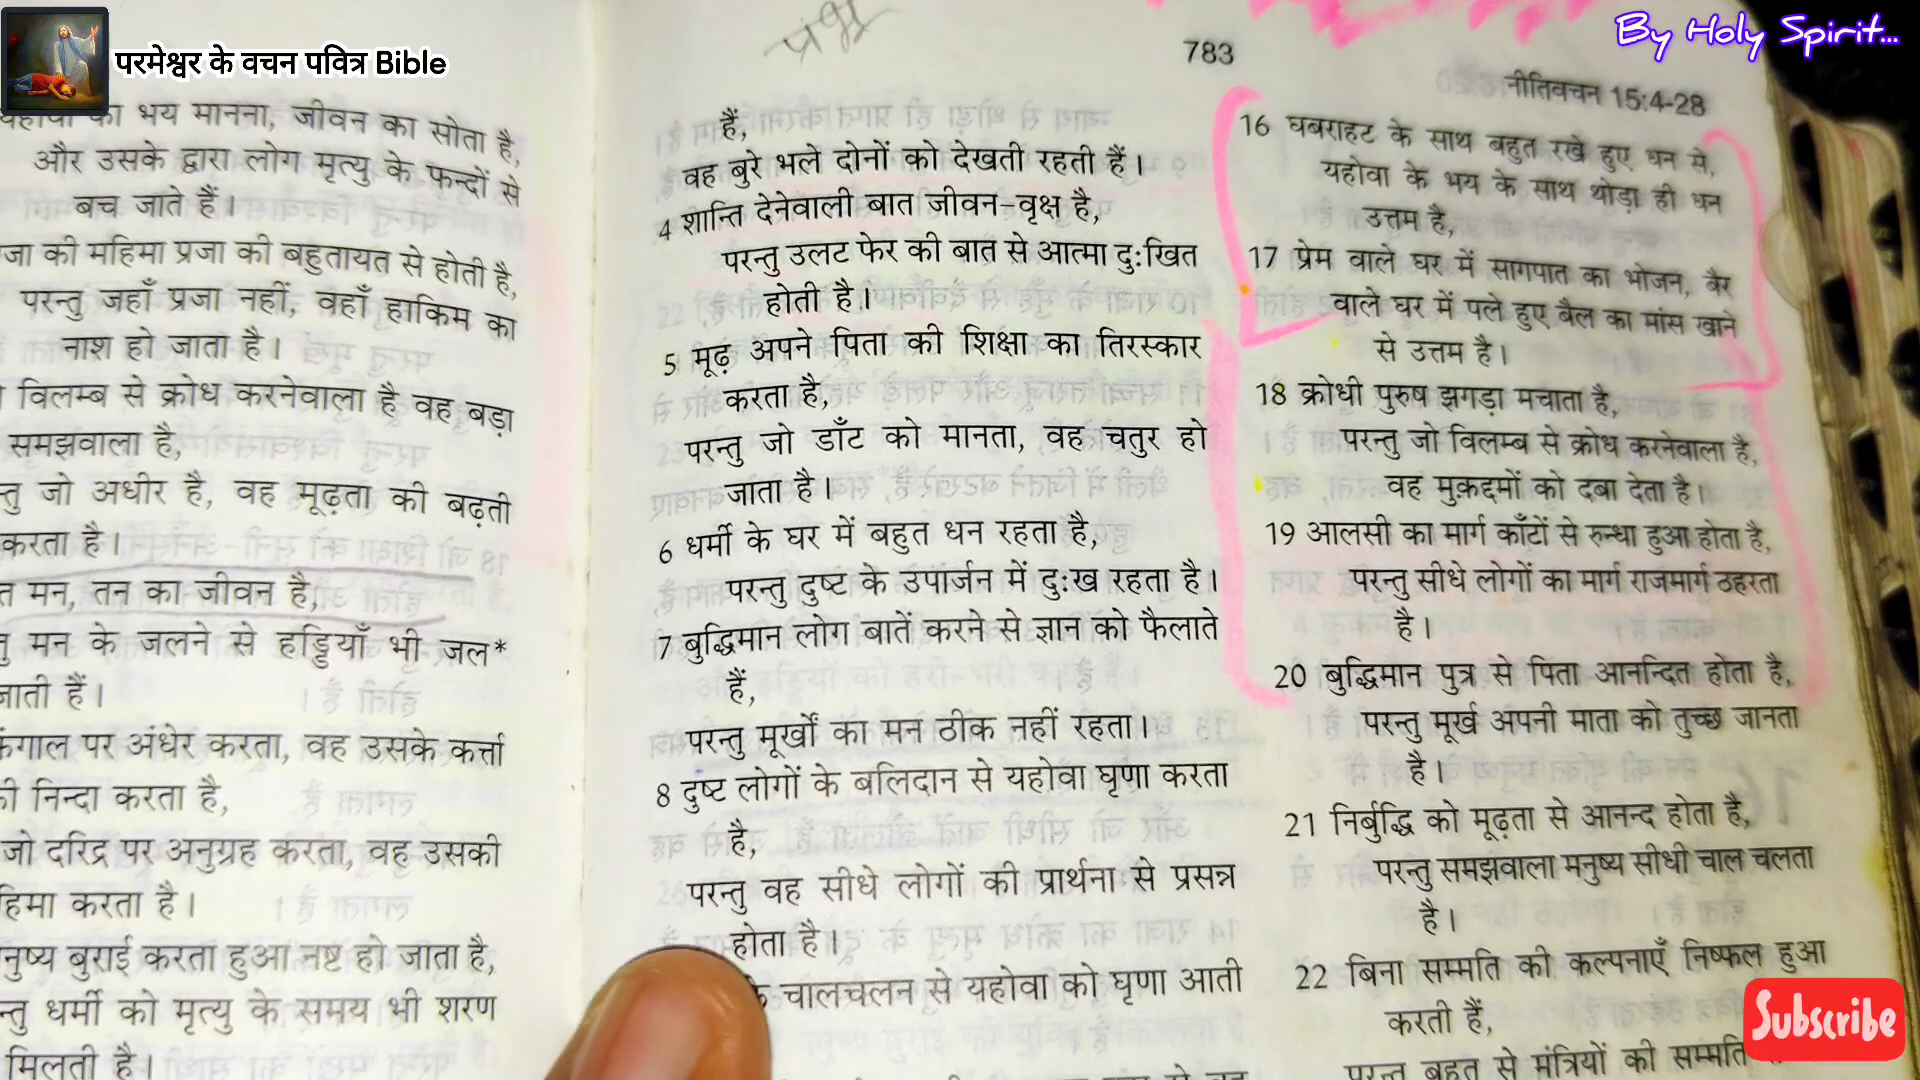 परमेश्वर के वचन पवित्र Bible
By Holy Spirit...
प्रभु
783
नीतिवचन 15:4-28
का भय मानना, जीवन का सोता है,
और उसके द्वारा लोग मृत्यु के फन्दों से
बच जाते हैं।
की महिमा प्रजा की बहुतायत से होती है,
परन्तु जहाँ प्रजा नहीं, वहाँ हाकिम का
नाश हो जाता है।
विलम्ब से क्रोध करनेवाला है वह बड़ा
समझवाला है,
जो अधीर है, वह मूढ़ता की बढ़ती
करता है।
मन, तन का जीवन है,
मन के जलने से हड्डियाँ भी जल*
जाती हैं।
पर अंधेर करता, वह उसके कर्त्ता
की निन्दा करता है,
जो दरिद्र पर अनुग्रह करता, वह उसकी
करता है।
बुराई करता हुआ नष्ट हो जाता है,
धर्मी को मृत्यु के समय भी शरण
मिलती है।
हैं,
वह बुरे भले दोनों को देखती रहती हैं।
4 शान्ति देनेवाली बात जीवन-वृक्ष है,
परन्तु उलट फेर की बात से आत्मा दुःखित
होती है।
5 मूढ़ अपने पिता की शिक्षा का तिरस्कार
करता है,
परन्तु जो डाँट को मानता, वह चतुर हो
जाता है।
6 धर्मी के घर में बहुत धन रहता है,
परन्तु दुष्ट के उपार्जन में दुःख रहता है।
7 बुद्धिमान लोग बातें करने से ज्ञान को फैलाते
हैं,
परन्तु मूर्खों का मन ठीक नहीं रहता।
8 दुष्ट लोगों के बलिदान से यहोवा घृणा करता
है,
परन्तु वह सीधे लोगों की प्रार्थना से प्रसन्न
होता है।
के चालचलन से यहोवा को घृणा आती
16 घबराहट के साथ बहुत रखे हुए धन से,
यहोवा के भय के साथ थोड़ा ही धन
उत्तम है,
17 प्रेम वाले घर में सागपात का भोजन, बैर
वाले घर में पले हुए बैल का मांस खाने
से उत्तम है।
18 क्रोधी पुरुष झगड़ा मचाता है,
परन्तु जो विलम्ब से क्रोध करनेवाला है,
वह मुक़द्दमों को दबा देता है।
19 आलसी का मार्ग काँटों से रुन्धा हुआ होता है,
परन्तु सीधे लोगों का मार्ग राजमार्ग ठहरता
है।
20 बुद्धिमान पुत्र से पिता आनन्दित होता है,
परन्तु मूर्ख अपनी माता को तुच्छ जानता
है।
21 निर्बुद्धि को मूढ़ता से आनन्द होता है,
परन्तु समझवाला मनुष्य सीधी चाल चलता
है।
22 बिना सम्मति की कल्पनाएँ निष्फल हुआ
करती हैं,
परन्तु बहुत से मंत्रियों की सम्मति
Subscribe